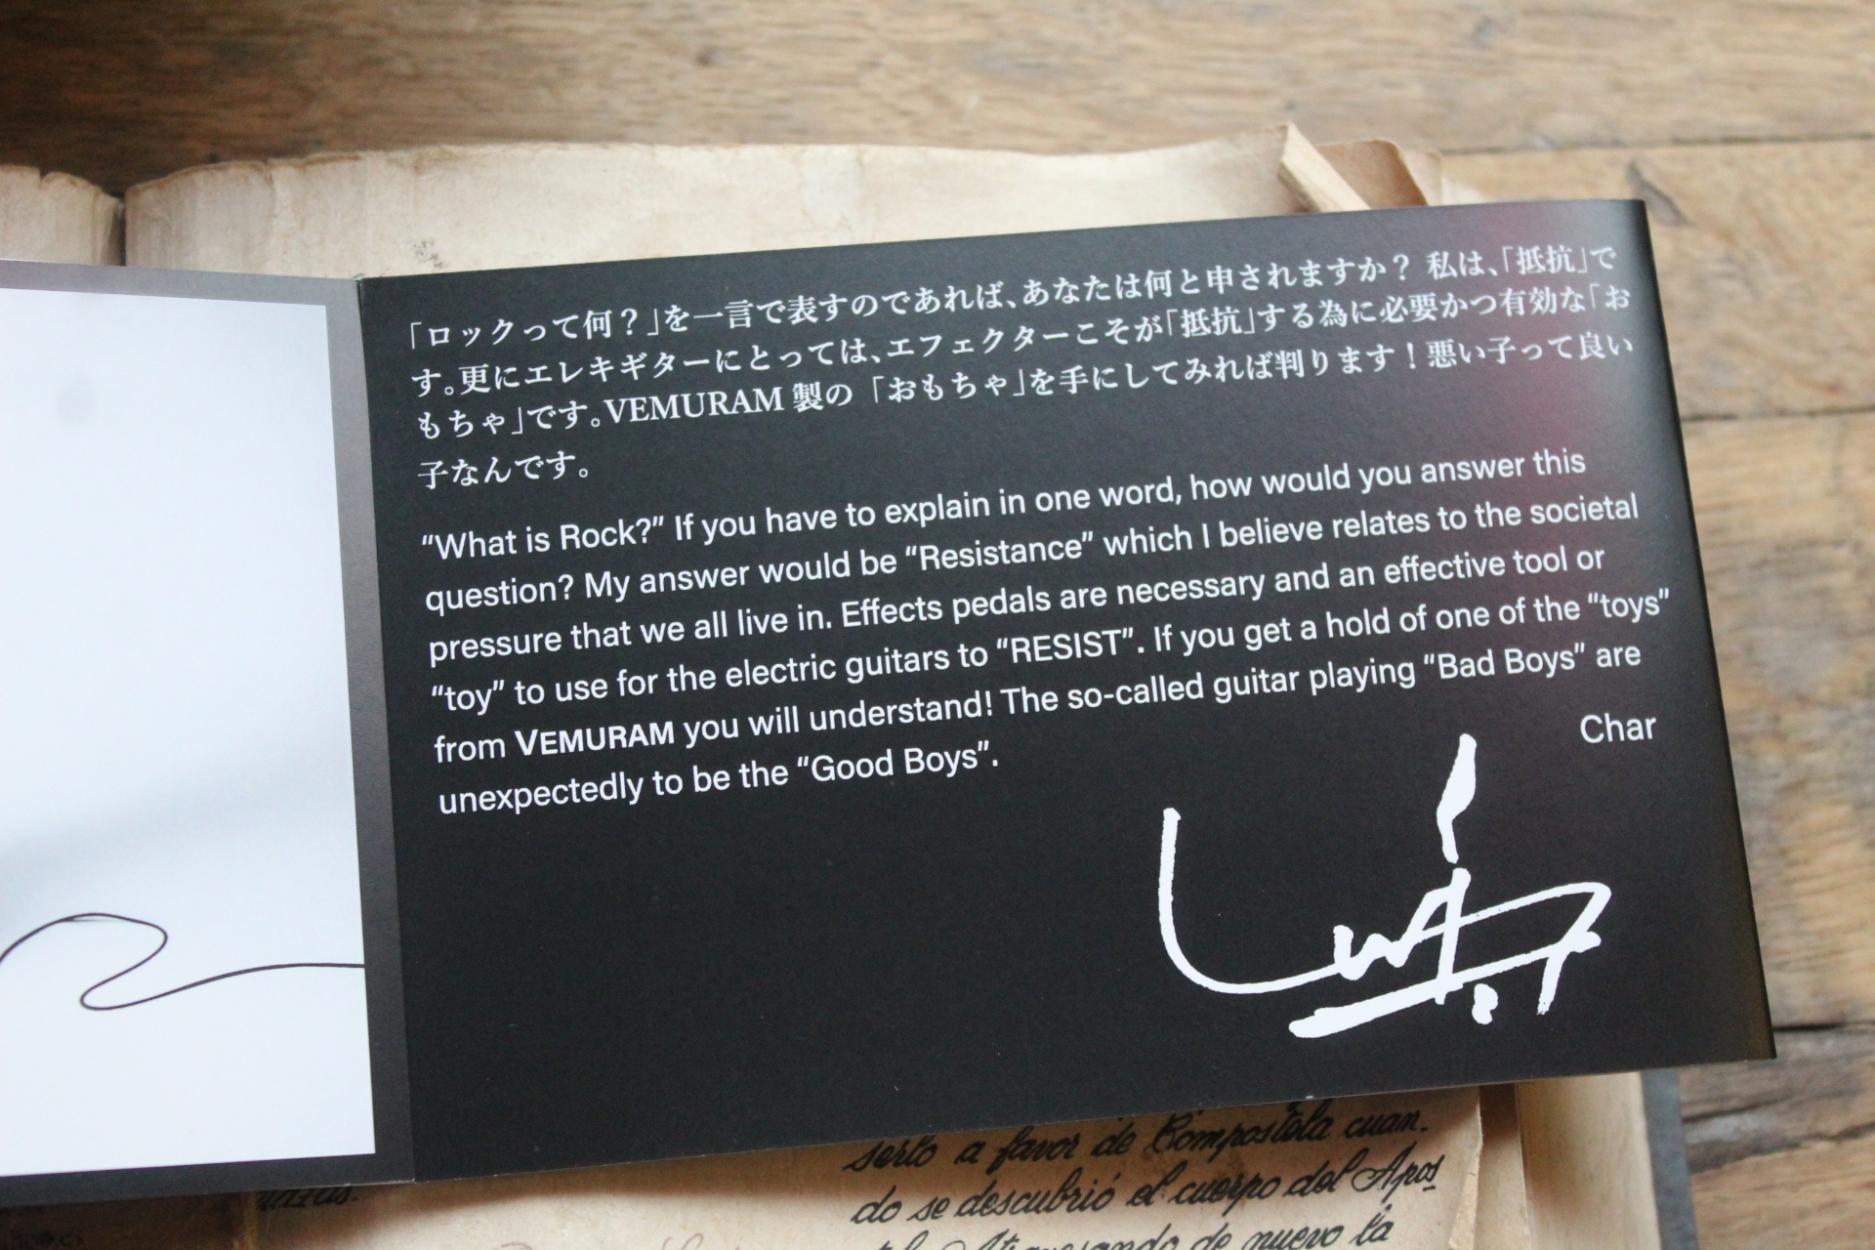 「ロックって何？」を一言で表すのであれば、あなたは何と申されますか？ 私は、「抵抗」で
す。更にエレキギターにとっては、エフェクターこそが「抵抗」する為に必要かつ有効な「お
もちゃ」です。VEMURAM 製の「おもちゃ」を手にしてみれば判ります！悪い子って良い
子なんです。
“What is Rock?” If you have to explain in one word, how would you answer this
question? My answer would be “Resistance” which I believe relates to the societal
pressure that we all live in. Effects pedals are necessary and an effective tool or
“toy” to use for the electric guitars to “RESIST”. If you get a hold of one of the “toys”
from VEMURAM you will understand! The so-called guitar playing “Bad Boys” are
unexpectedly to be the “Good Boys”.
Char
serlo a favor de Compostela cuan.
do se descubrió el cuerpo del Apos
de nuevo la